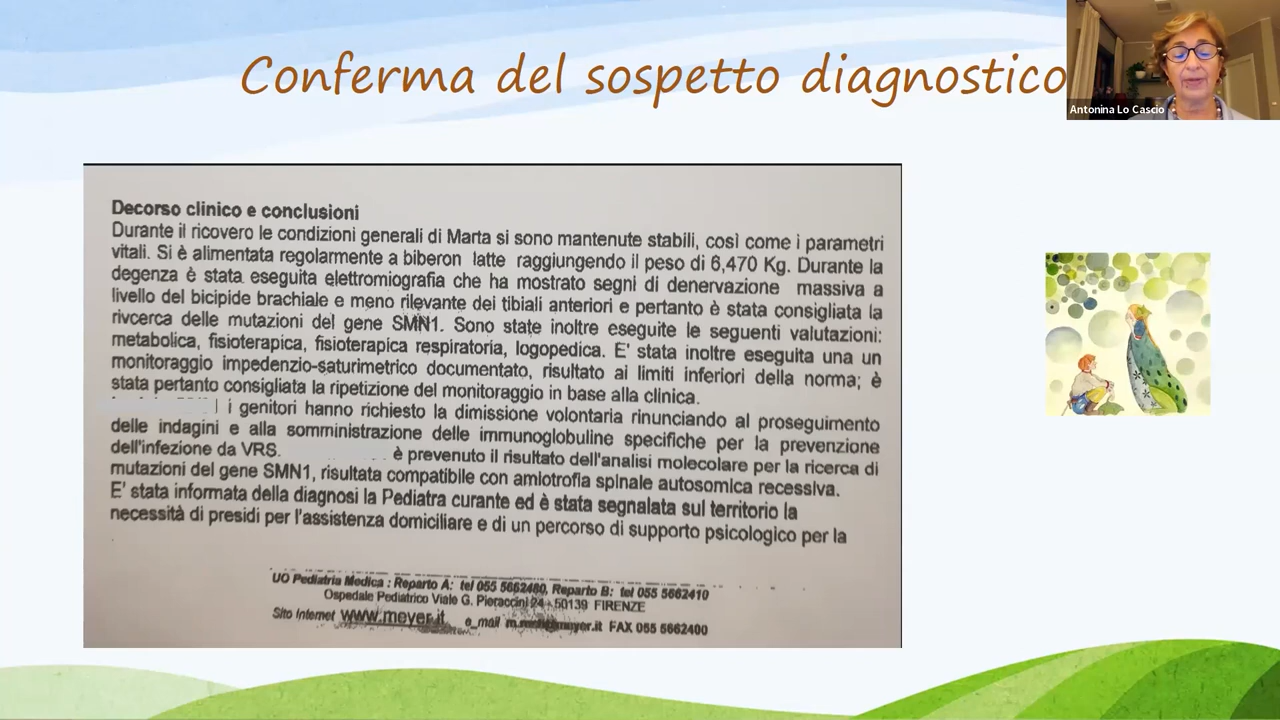 Conferma del sospetto diagnostico
Antonina Lo Cascio
Decorso clinico e conclusioni
Durante il ricovero le condizioni generali di Marta si sono mantenute stabili, così come i parametri
vitali. Si è alimentata regolarmente a biberon latte raggiungendo il peso di 6,470 Kg. Durante la
degenza è stata eseguita elettromiografia che ha mostrato segni di denervazione massiva a
livello del bicipide brachiale e meno rilevante dei tibiali anteriori e pertanto è stata consigliata la
rivcerca delle mutazioni del gene SMN1. Sono state inoltre eseguite le seguenti valutazioni:
metabolica, fisioterapica, fisioterapica respiratoria, logopedica. E' stata inoltre eseguita una un
monitoraggio impedenzio-saturimetrico documentato, risultato ai limiti inferiori della norma; è
stata pertanto consigliata la ripetizione del monitoraggio in base alla clinica.
i genitori hanno richiesto la dimissione volontaria rinunciando al proseguimento
delle indagini e alla somministrazione delle immunoglobuline specifiche per la prevenzione
dell'infezione da VRS. è prevenuto il risultato dell'analisi molecolare per la ricerca di
mutazioni del gene SMN1, risultata compatibile con amiotrofia spinale autosomica recessiva.
E' stata informata della diagnosi la Pediatra curante ed è stata segnalata sul territorio la
necessità di presidi per l'assistenza domiciliare e di un percorso di supporto psicologico per la
UO Pediatria Medica : Reparto A: tel 055 5662480, Reparto B: tel 055 5662410
Ospedale Pediatrico Viale G. Pieraccini 24 - 50139 FIRENZE
Sito Internet www.meyer.it e_mail FAX 055 5662400